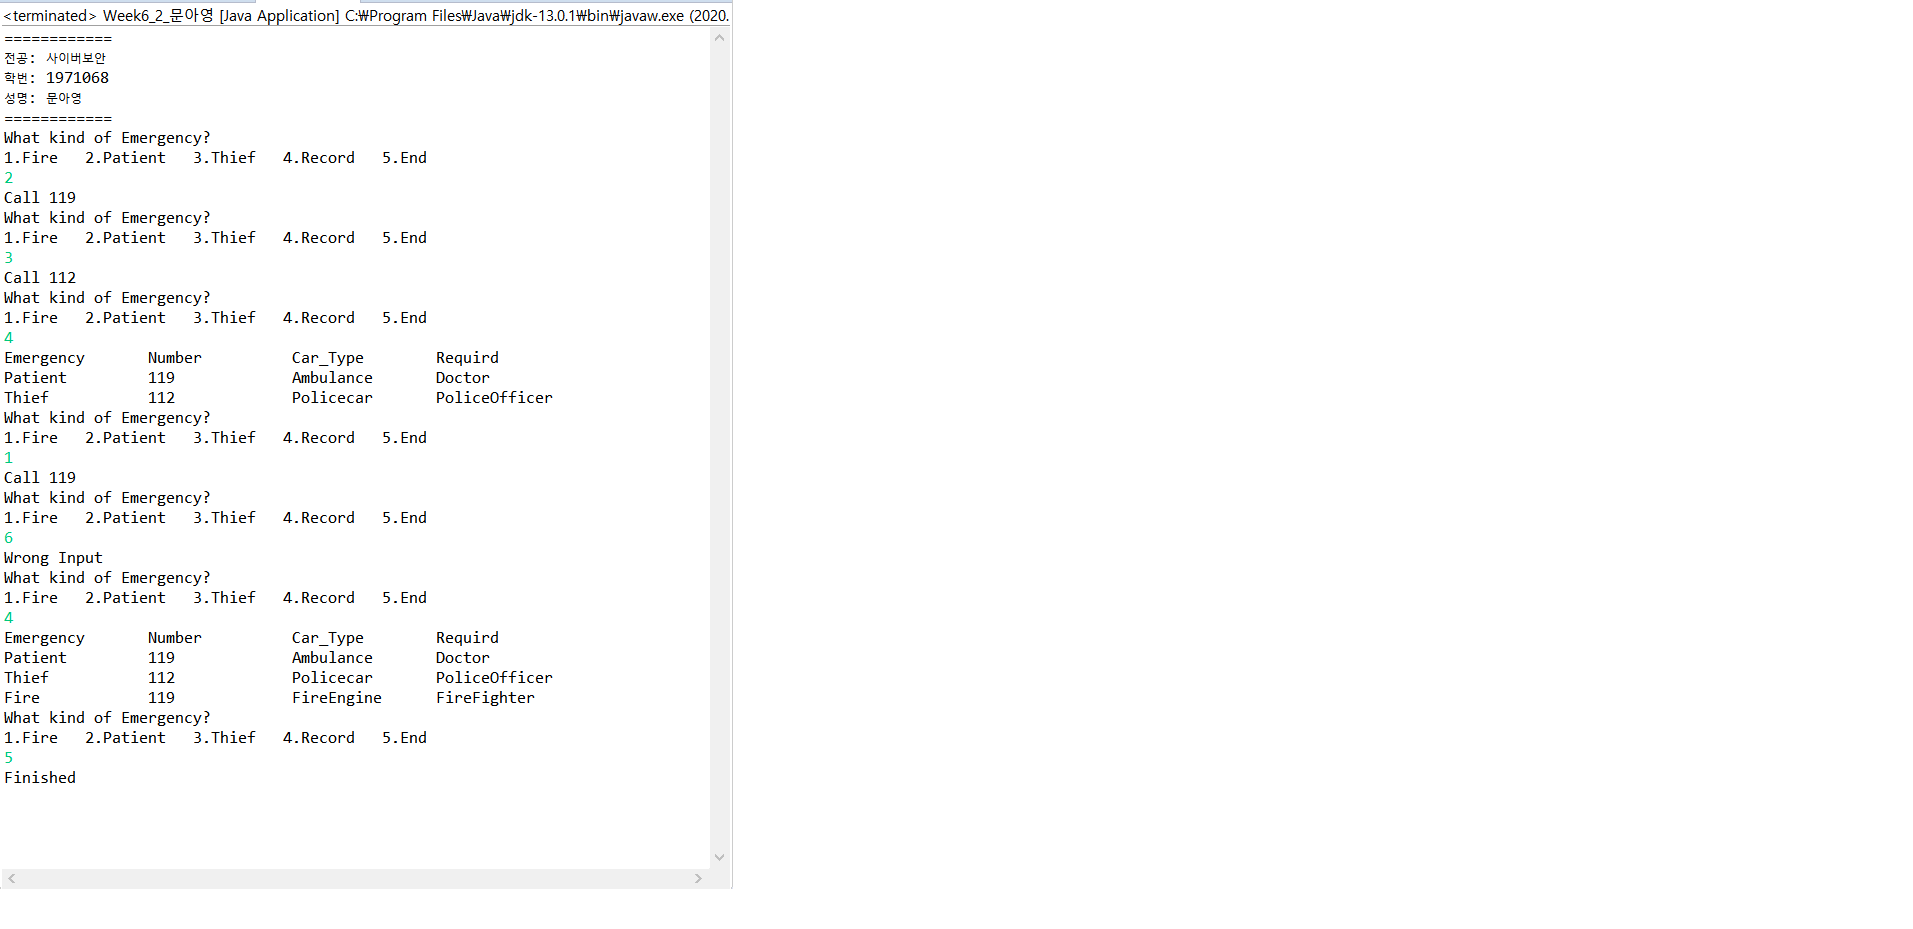 <terminated> Week6_2_문아영 [Java Application] C:₩Program Files₩Java₩jdk-13.0.1₩bin₩javaw.exe (2020.
============
전공: 사이버보안
학번: 1971068
성명: 문아영
============
What kind of Emergency?
1.Fire   2.Patient   3.Thief   4.Record   5.End
2
Call 119
What kind of Emergency?
1.Fire   2.Patient   3.Thief   4.Record   5.End
3
Call 112
What kind of Emergency?
1.Fire   2.Patient   3.Thief   4.Record   5.End
4
Emergency       Number          Car_Type        Requird
Patient         119             Ambulance       Doctor
Thief           112             Policecar       PoliceOfficer
What kind of Emergency?
1.Fire   2.Patient   3.Thief   4.Record   5.End
1
Call 119
What kind of Emergency?
1.Fire   2.Patient   3.Thief   4.Record   5.End
6
Wrong Input
What kind of Emergency?
1.Fire   2.Patient   3.Thief   4.Record   5.End
4
Emergency       Number          Car_Type        Requird
Patient         119             Ambulance       Doctor
Thief           112             Policecar       PoliceOfficer
Fire            119             FireEngine      FireFighter
What kind of Emergency?
1.Fire   2.Patient   3.Thief   4.Record   5.End
5
Finished